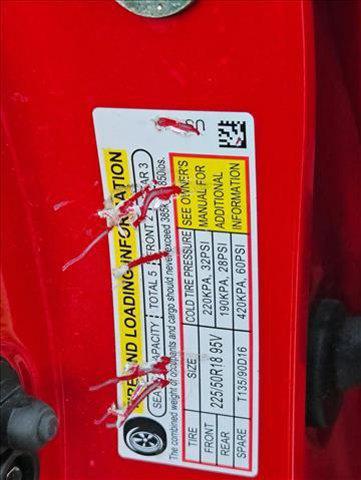 TIRE AND LOADING INFORMATION
SEATING CAPACITY TOTAL 5 FRONT 2 REAR 3
The combined weight of occupants and cargo should never exceed 385kg or 850lbs.
TIRE SIZE COLD TIRE PRESSURE SEE OWNER'S MANUAL FOR ADDITIONAL INFORMATION
FRONT 225/50R18 95V 220KPA, 32PSI
REAR 190KPA, 28PSI
SPARE T135/90D16 420KPA, 60PSI